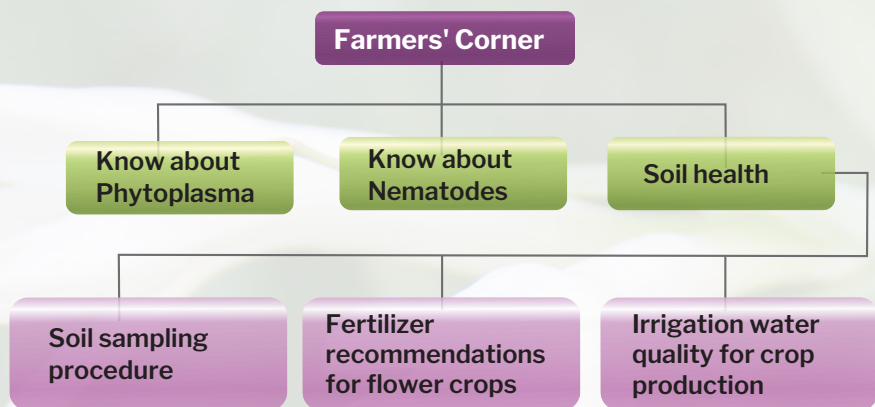 Farmers' Corner
Know about
Phytoplasma
Know about
Nematodes
Soil health
Soil sampling
procedure
Fertilizer
recommendations
for flower crops
Irrigation water
quality for crop
production